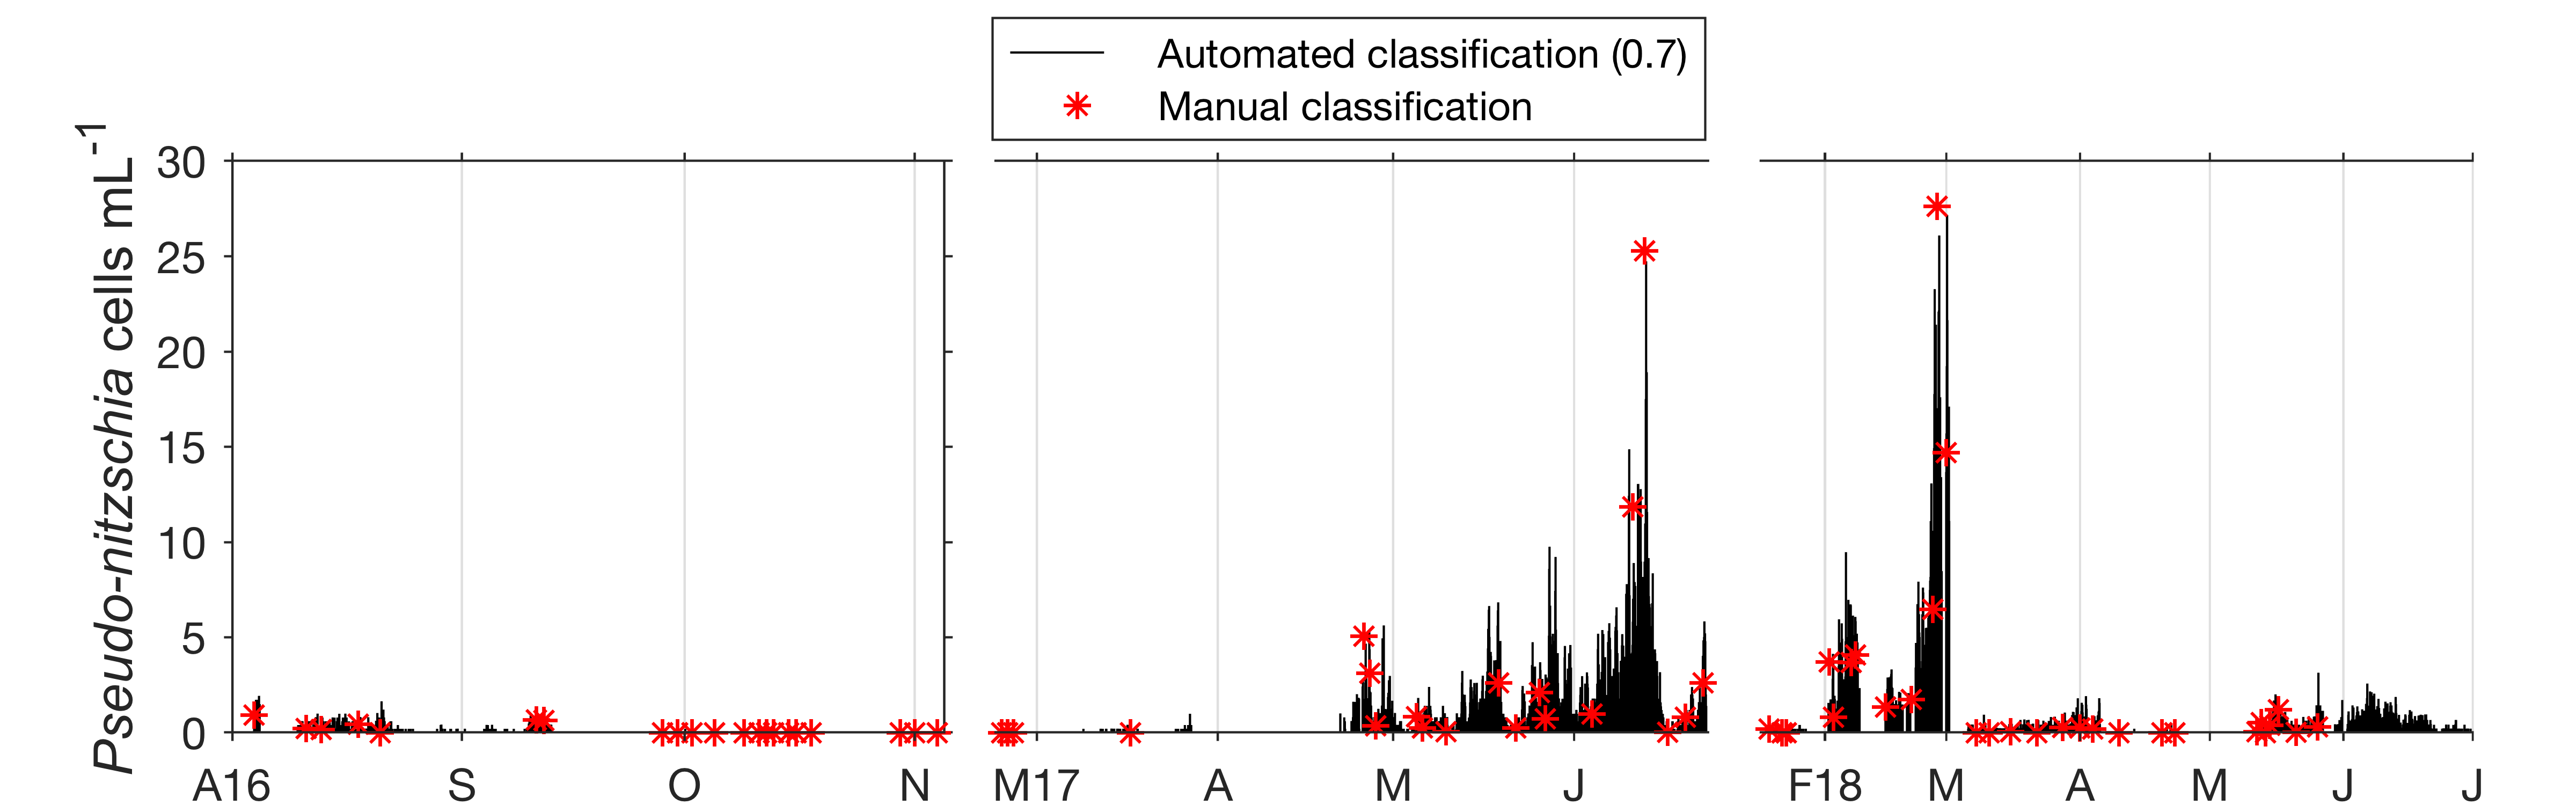 Automated classification (0.7)
Manual classification
Pseudo-nitzschia cells mL-1
30
25
20
15
10
5
0
A16 S O N M17 A M J F18 M A M J J